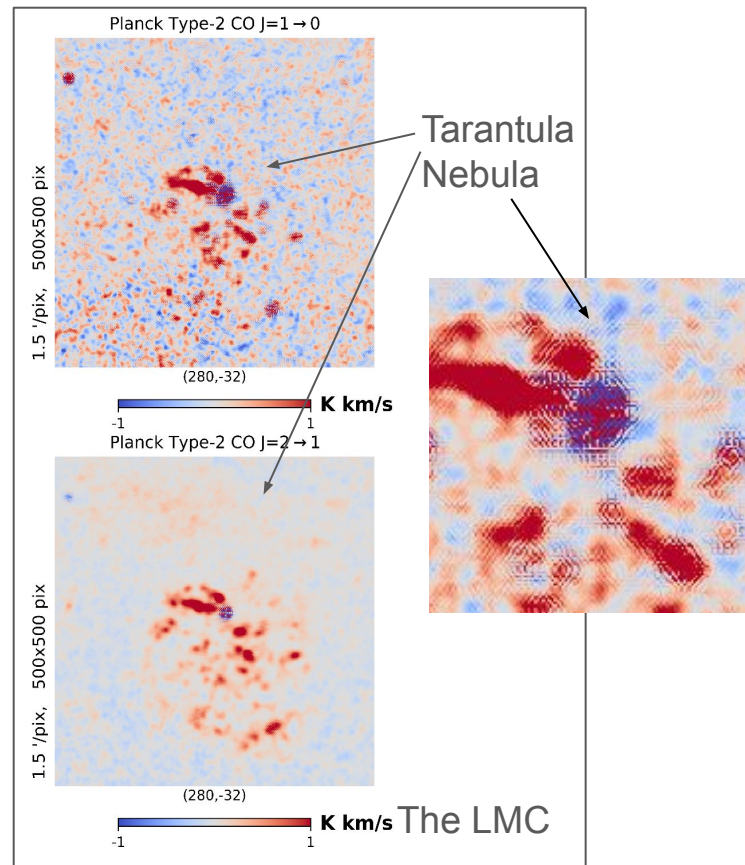 Planck Type-2 CO J=1→0
1.5 '/pix, 500x500 pix
(280,-32)
-1 1 K km/s
Tarantula
Nebula
Planck Type-2 CO J=2→1
1.5 '/pix, 500x500 pix
(280,-32)
-1 1 K km/s
The LMC